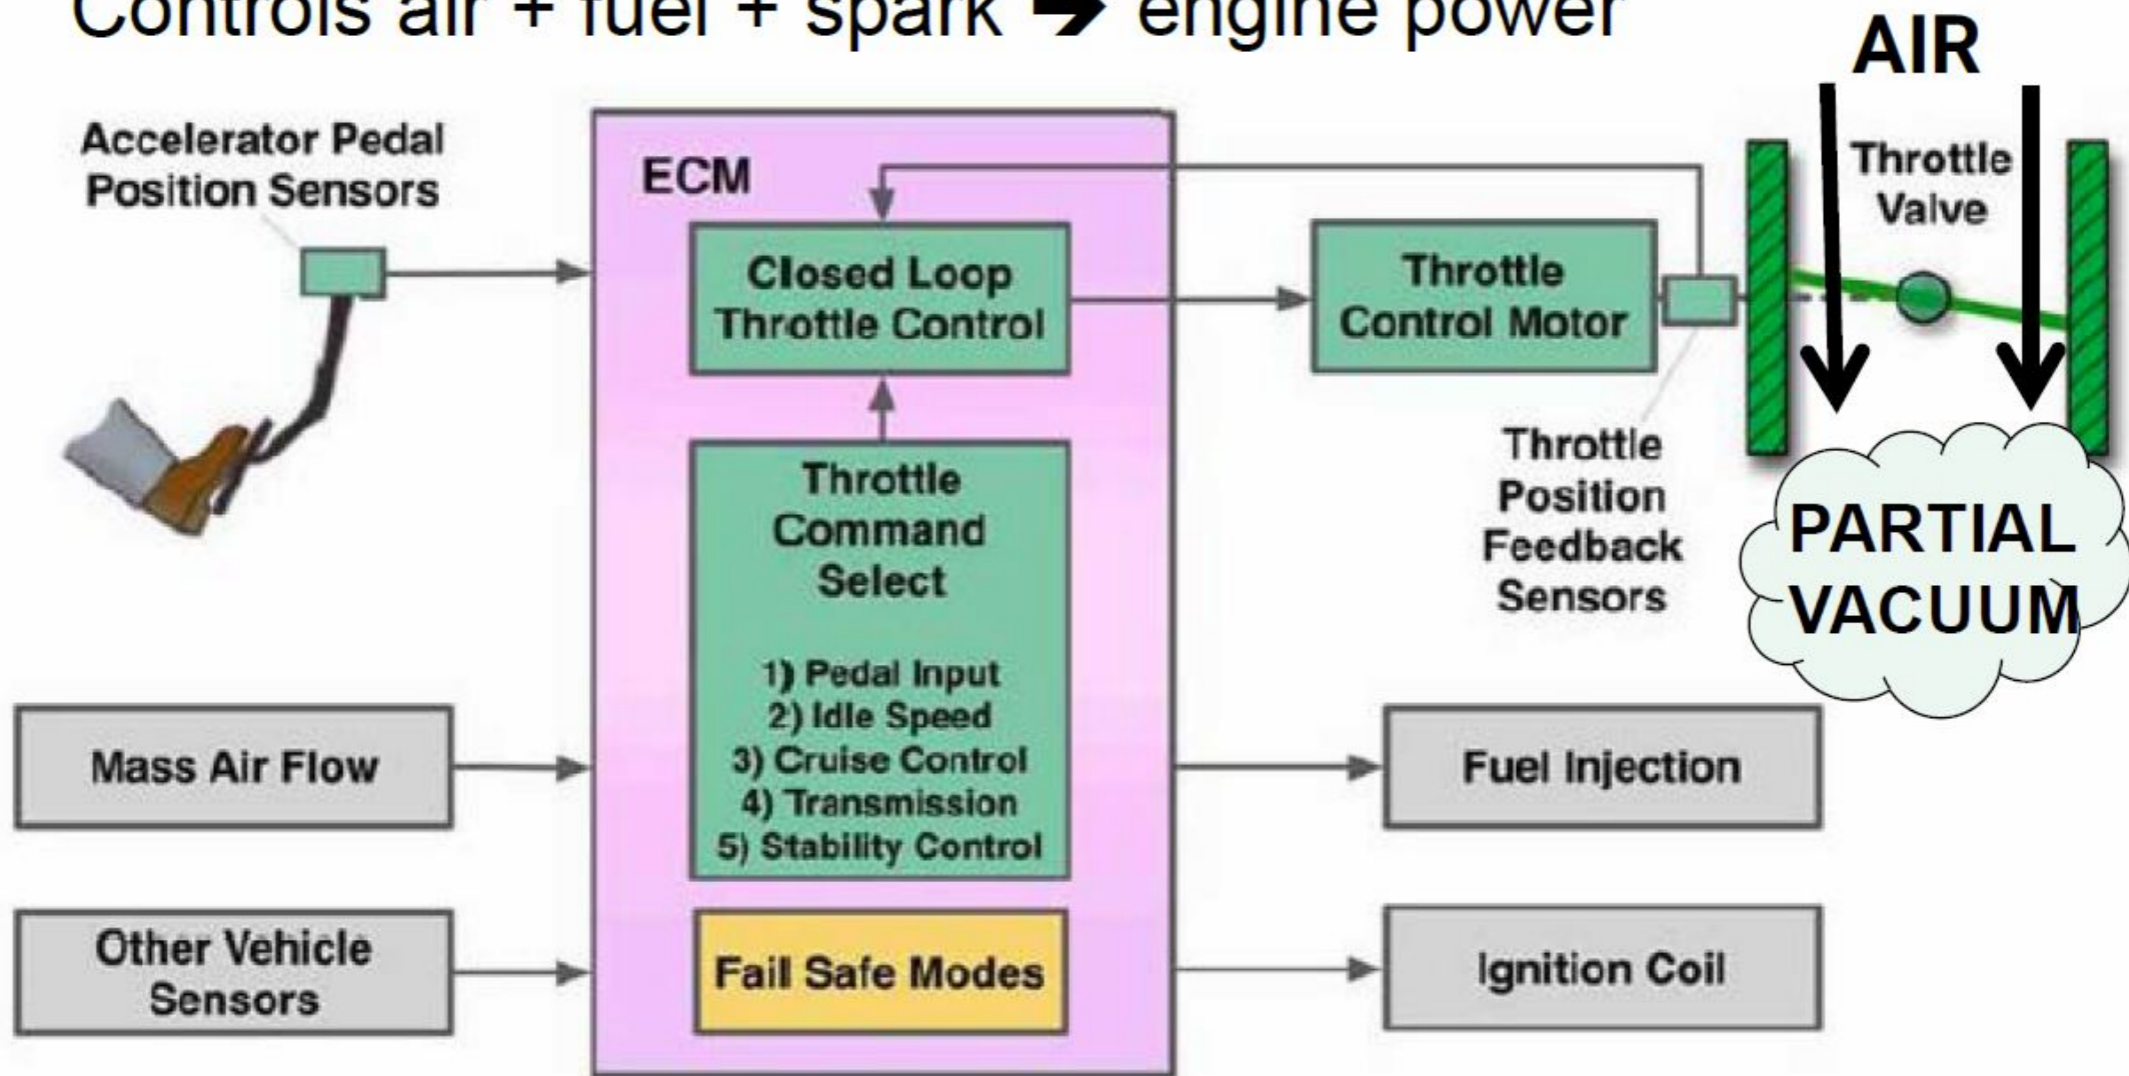 Controls air + fuel + spark ➔ engine power
AIR
Accelerator Pedal
Position Sensors
ECM
Closed Loop
Throttle Control
Throttle
Control Motor
Throttle
Valve
Throttle
Position
Feedback
Sensors
PARTIAL
VACUUM
Throttle
Command
Select
1) Pedal Input
2) Idle Speed
3) Cruise Control
4) Transmission
5) Stability Control
Mass Air Flow
Fuel Injection
Other Vehicle
Sensors
Fail Safe Modes
Ignition Coil